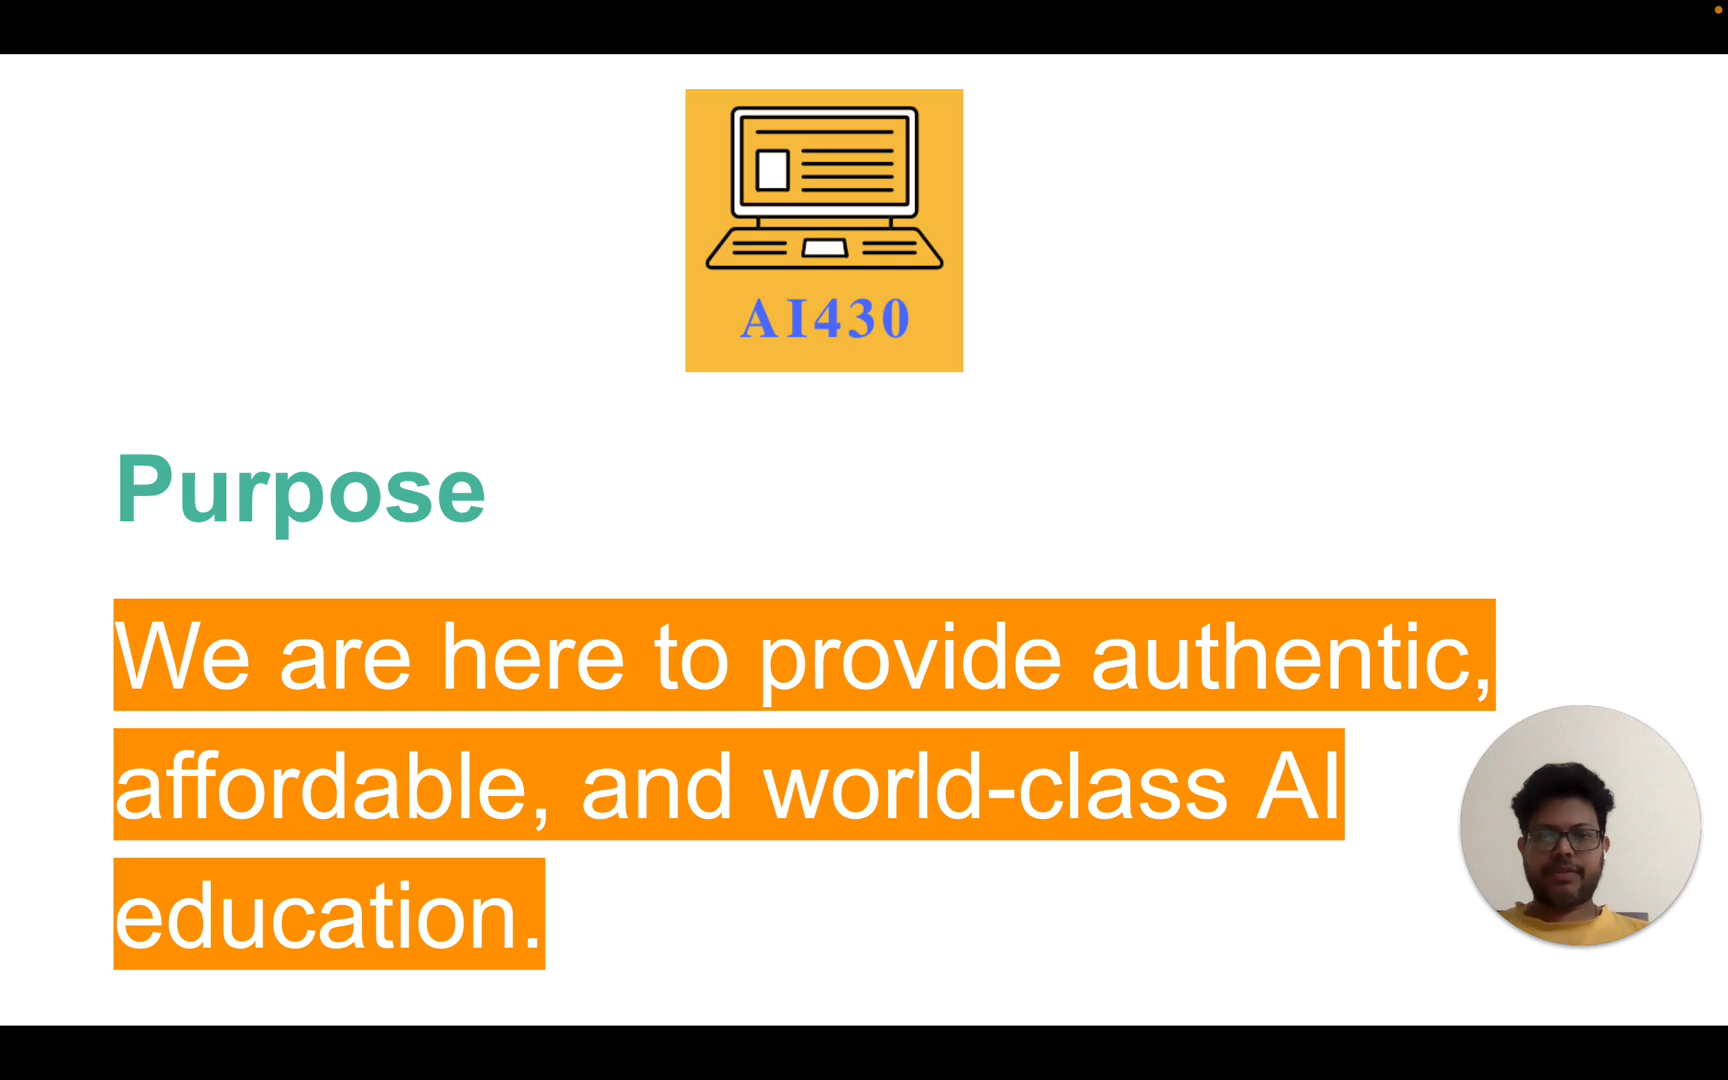 AI430
Purpose
We are here to provide authentic,
affordable, and world-class AI
education.